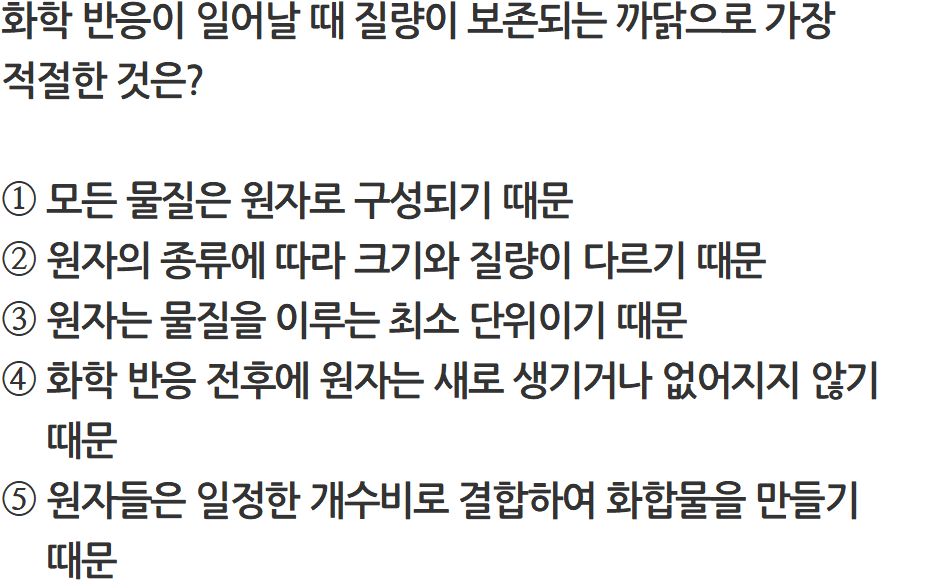 화학 반응이 일어날 때 질량이 보존되는 까닭으로 가장
적절한 것은?
① 모든 물질은 원자로 구성되기 때문
② 원자의 종류에 따라 크기와 질량이 다르기 때문
③ 원자는 물질을 이루는 최소 단위이기 때문
④ 화학 반응 전후에 원자는 새로 생기거나 없어지지 않기
때문
⑤ 원자들은 일정한 개수비로 결합하여 화합물을 만들기
때문